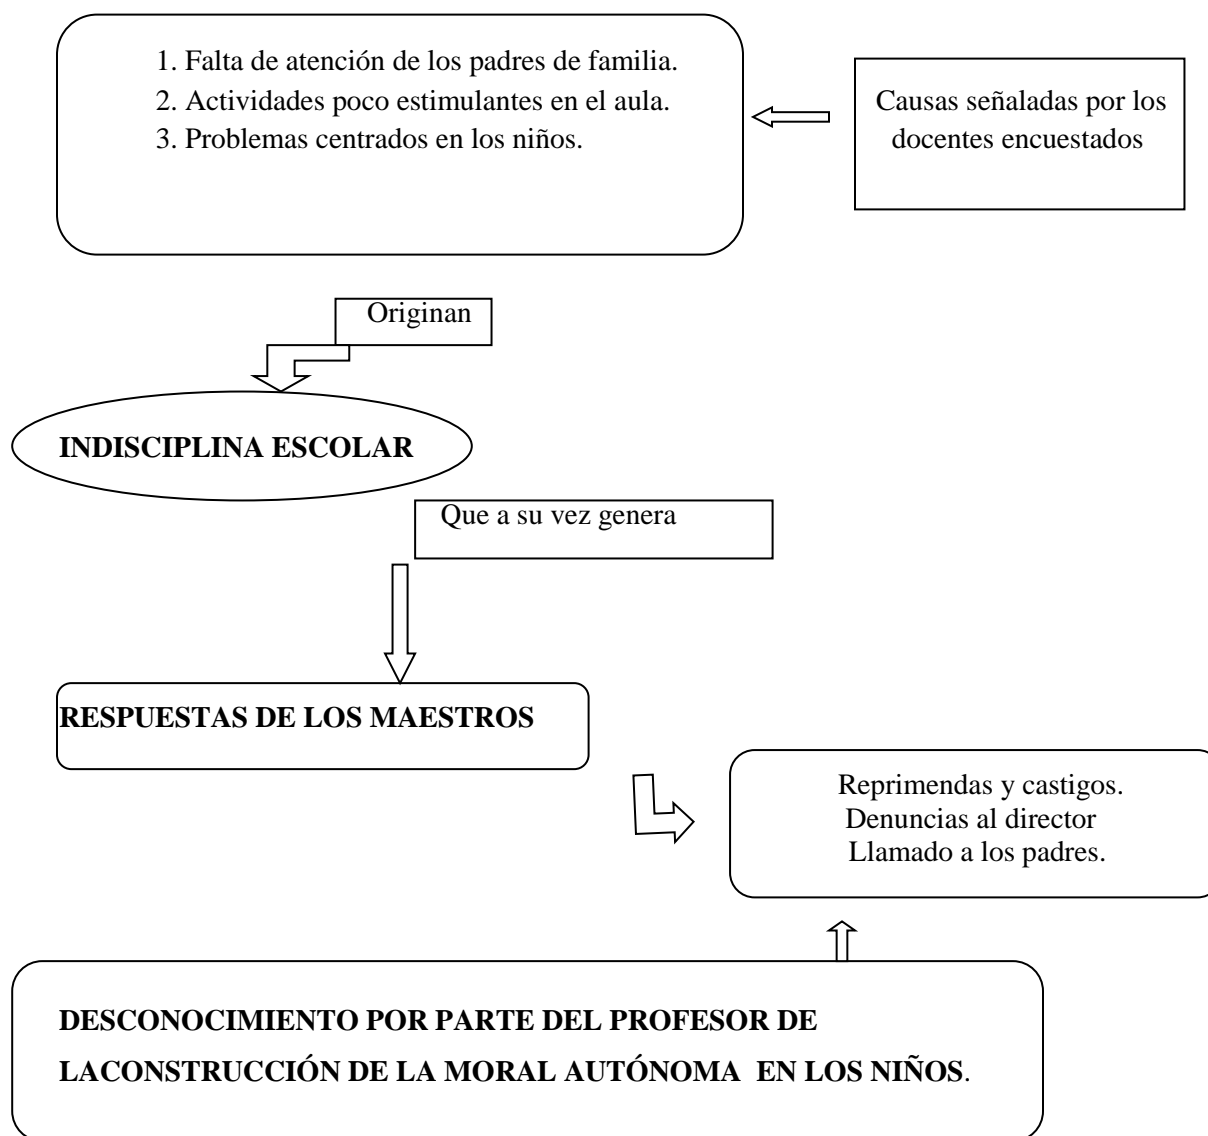 1. Falta de atención de los padres de familia.
2. Actividades poco estimulantes en el aula.
3. Problemas centrados en los niños.
Causas señaladas por los
docentes encuestados
Originan
INDISCIPLINA ESCOLAR
Que a su vez genera
RESPUESTAS DE LOS MAESTROS
Reprimendas y castigos.
Denuncias al director
Llamado a los padres.
DESCONOCIMIENTO POR PARTE DEL PROFESOR DE
LACONSTRUCCIÓN DE LA MORAL AUTÓNOMA EN LOS NIÑOS.